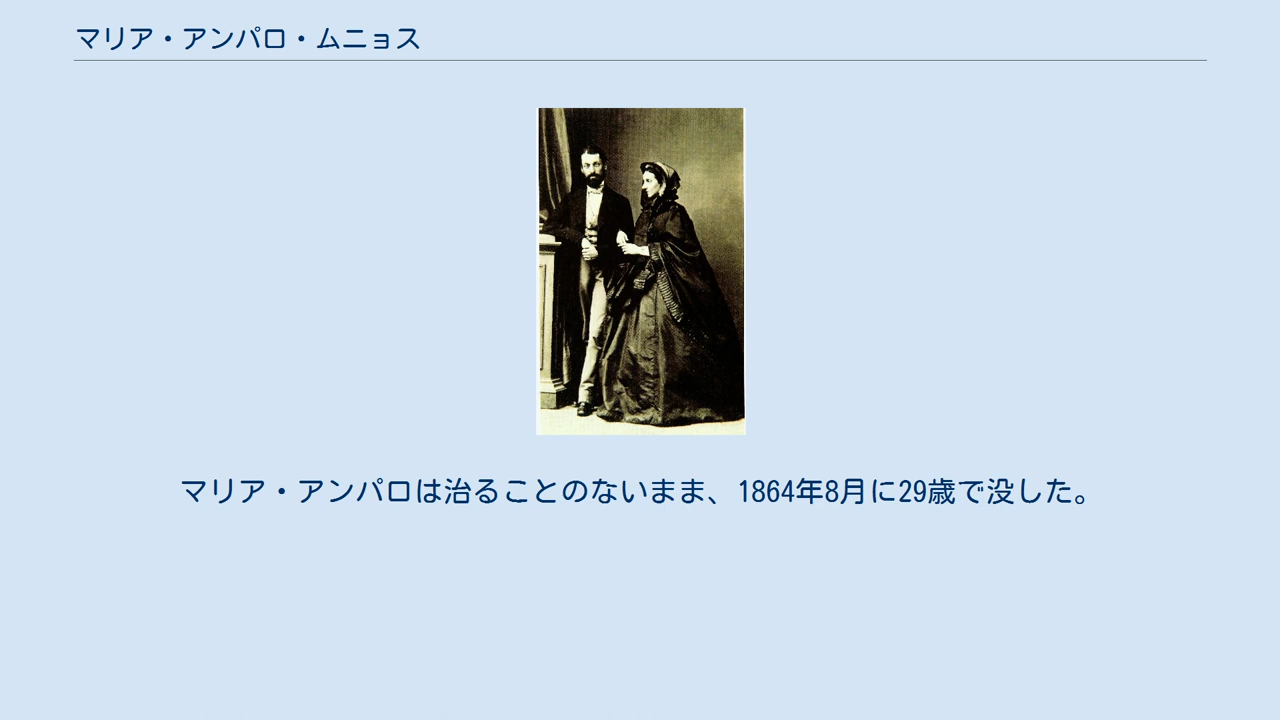 マリア・アンパロ・ムニョス
マリア・アンパロは治ることのないまま、1864年8月に29歳で没した。